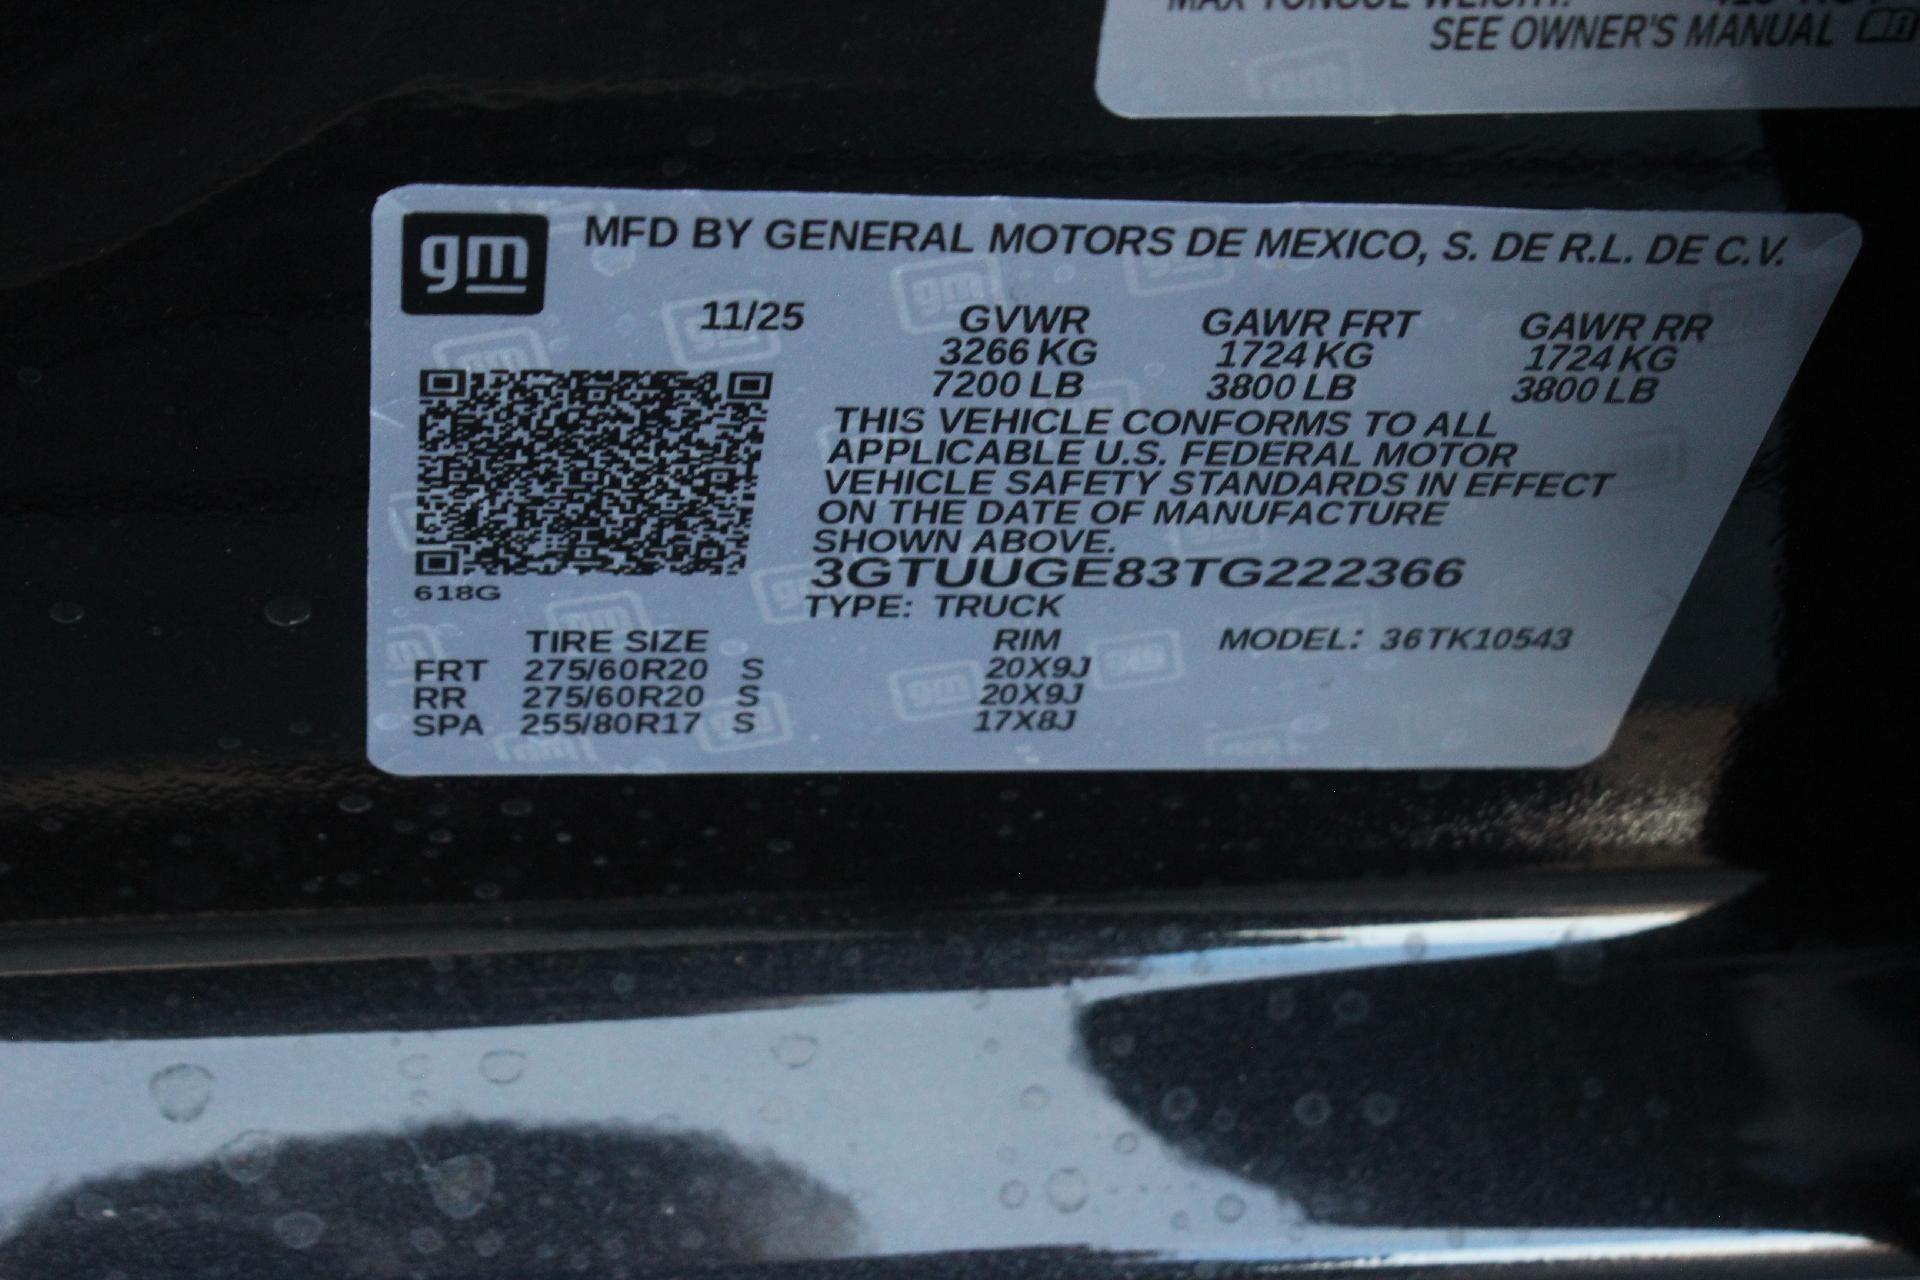 MAX TONGUE WEIGHT:
SEE OWNER'S MANUAL
gm MFD BY GENERAL MOTORS DE MEXICO, S. DE R.L. DE C.V.
11/25 GVWR GAWR FRT GAWR RR
3266 KG 1724 KG 1724 KG
7200 LB 3800 LB 3800 LB
THIS VEHICLE CONFORMS TO ALL
APPLICABLE U.S. FEDERAL MOTOR
VEHICLE SAFETY STANDARDS IN EFFECT
ON THE DATE OF MANUFACTURE
SHOWN ABOVE.
3GTUUGE83TG222366
618G
TYPE: TRUCK
TIRE SIZE RIM MODEL: 36TK10543
FRT 275/60R20 S 20X9J
RR 275/60R20 S 20X9J
SPA 255/80R17 S 17X8J